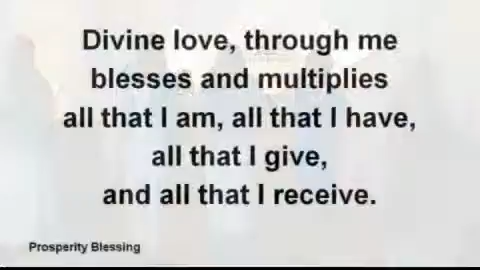 Divine love, through me
blesses and multiplies
all that I am, all that I have,
all that I give,
and all that I receive.
Prosperity Blessing